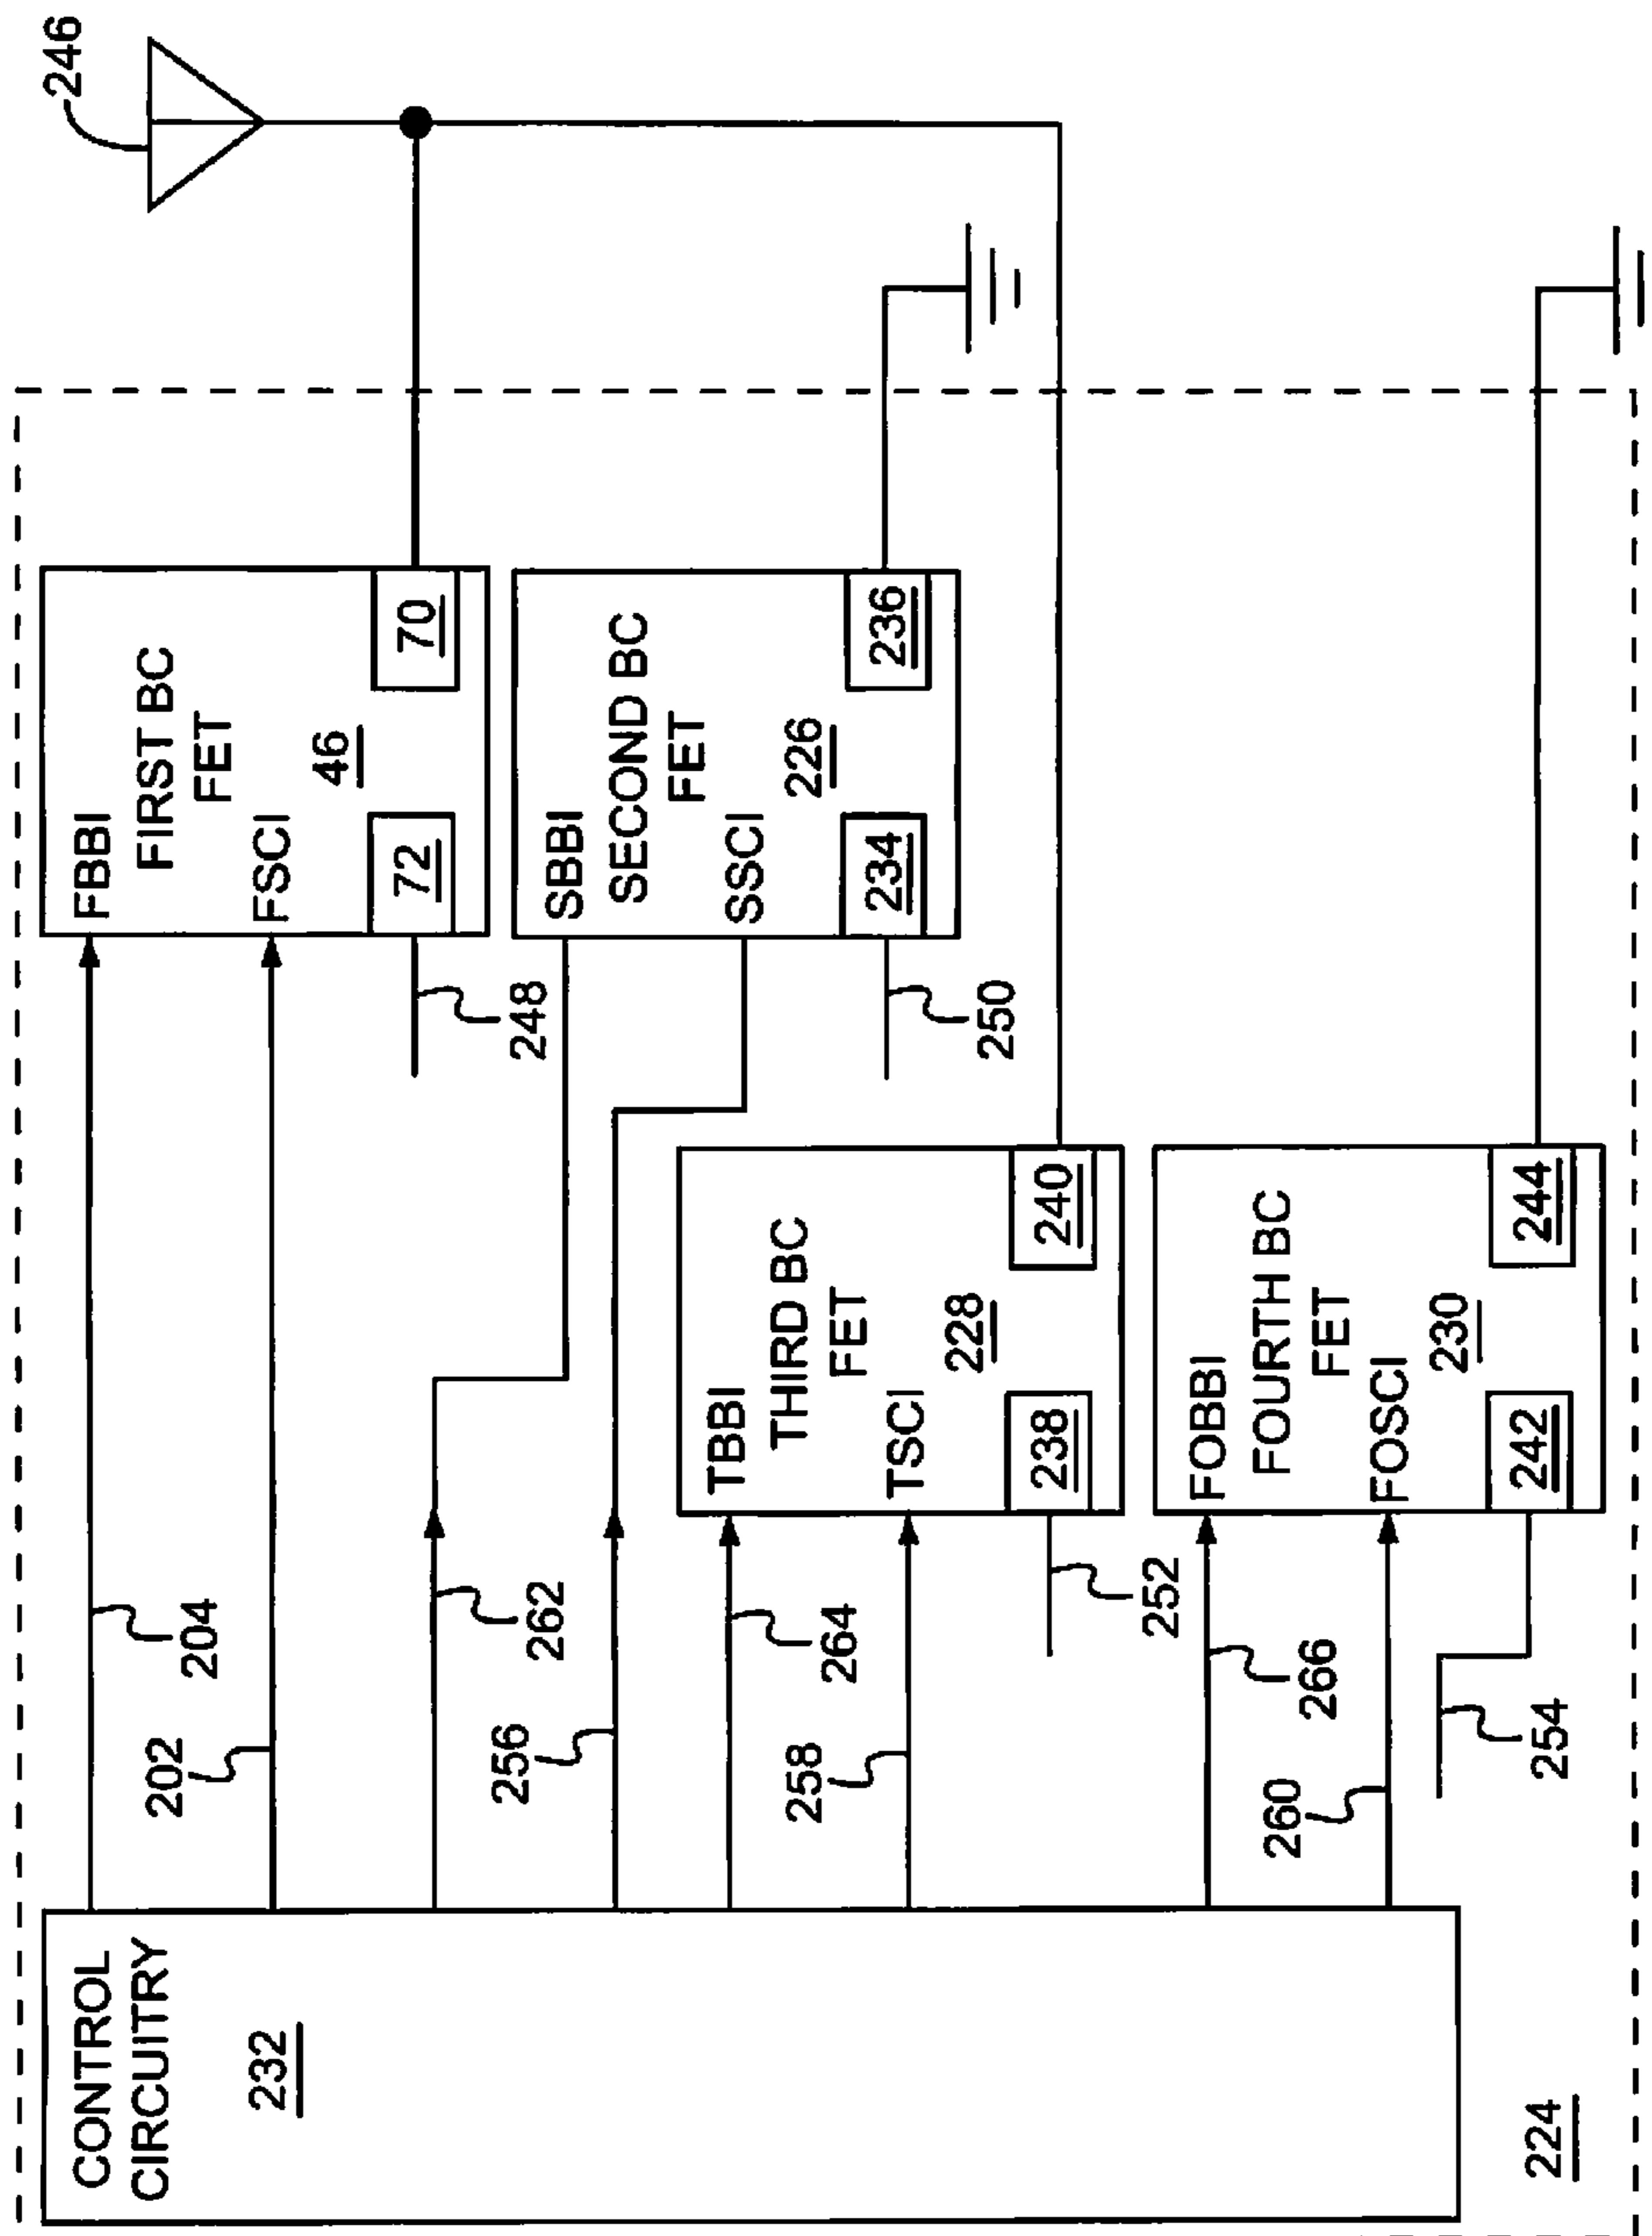 246
FBBI
FIRST BC
FET
FSCI
46
72
70
204
202
248
SBBI
SECOND BC
FET
SSCI
226
234
236
262
256
250
TBBI
THIRD BC
FET
TSCI
228
238
240
264
258
252
FOBBI
FOURTH BC
FET
FOSCI
230
242
244
266
260
254
CONTROL
CIRCUITRY
232
224